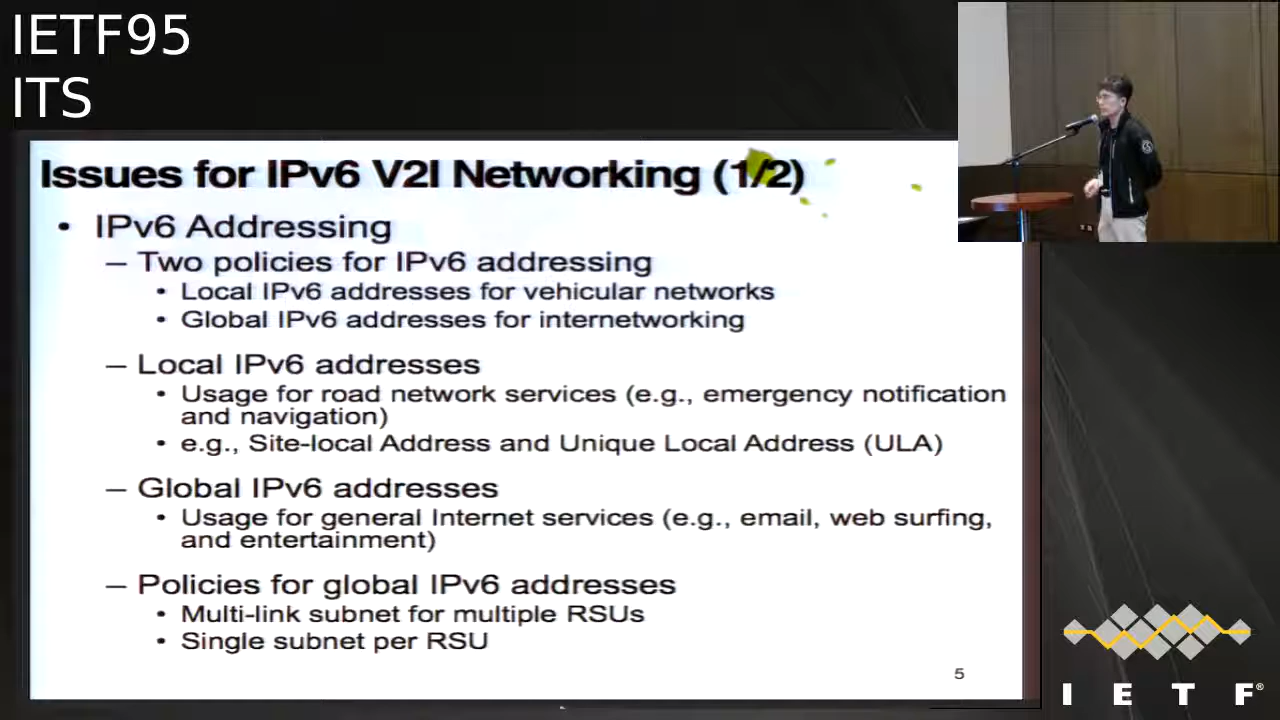 IETF95
ITS
Issues for IPv6 V2I Networking (1/2)
• IPv6 Addressing
– Two policies for IPv6 addressing
• Local IPv6 addresses for vehicular networks
• Global IPv6 addresses for internetworking
– Local IPv6 addresses
• Usage for road network services (e.g., emergency notification
and navigation)
• e.g., Site-local Address and Unique Local Address (ULA)
– Global IPv6 addresses
• Usage for general Internet services (e.g., email, web surfing,
and entertainment)
– Policies for global IPv6 addresses
• Multi-link subnet for multiple RSUs
• Single subnet per RSU
5
I E T F®